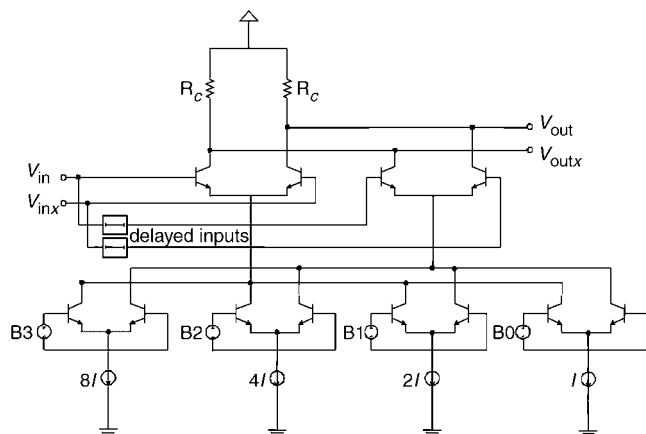 R_c R_c
V_out
V_in
V_outx
V_inx
delayed inputs
B3 B2 B1 B0
8I 4I 2I I